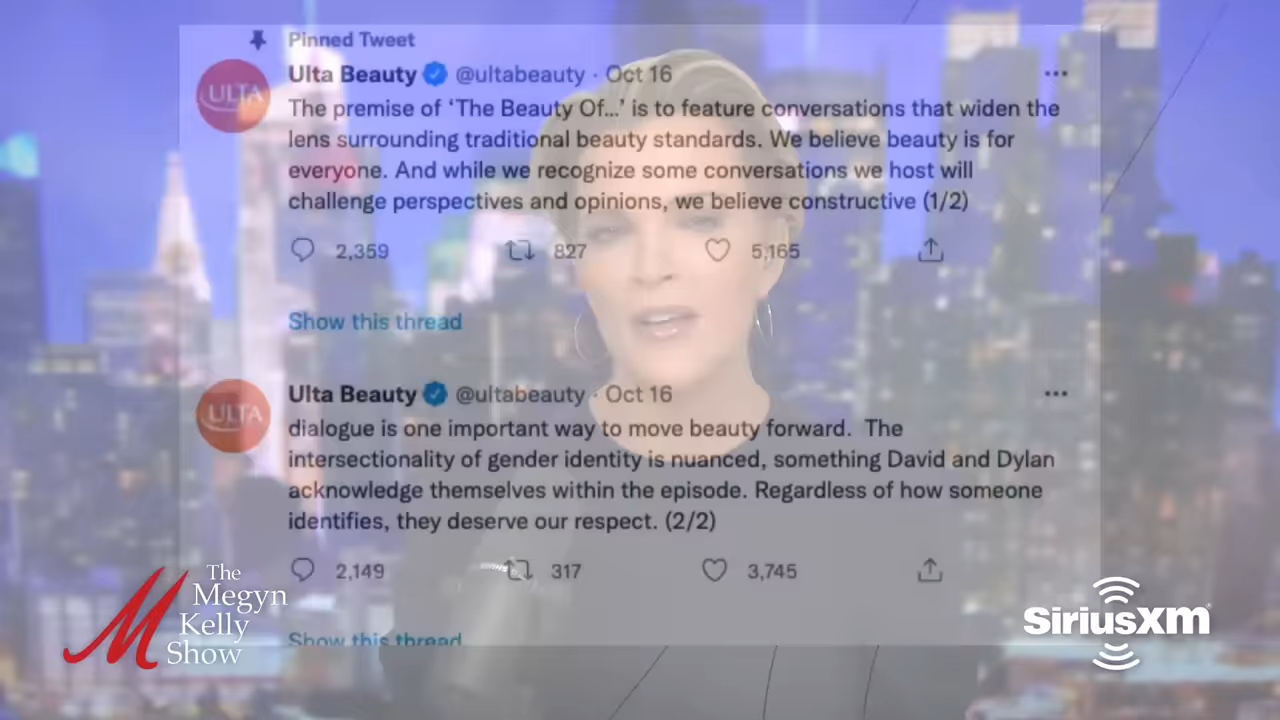 Pinned Tweet
Ulta Beauty @ultabeauty · Oct 16
ULTA
The premise of ‘The Beauty Of...’ is to feature conversations that widen the
lens surrounding traditional beauty standards. We believe beauty is for
everyone. And while we recognize some conversations we host will
challenge perspectives and opinions, we believe constructive (1/2)
2,359 827 5,165
Show this thread
Ulta Beauty @ultabeauty · Oct 16
ULTA
dialogue is one important way to move beauty forward.  The
intersectionality of gender identity is nuanced, something David and Dylan
acknowledge themselves within the episode. Regardless of how someone
identifies, they deserve our respect. (2/2)
2,149 317 3,745
Show this thread
The
Megyn
Kelly
Show
SiriusXM